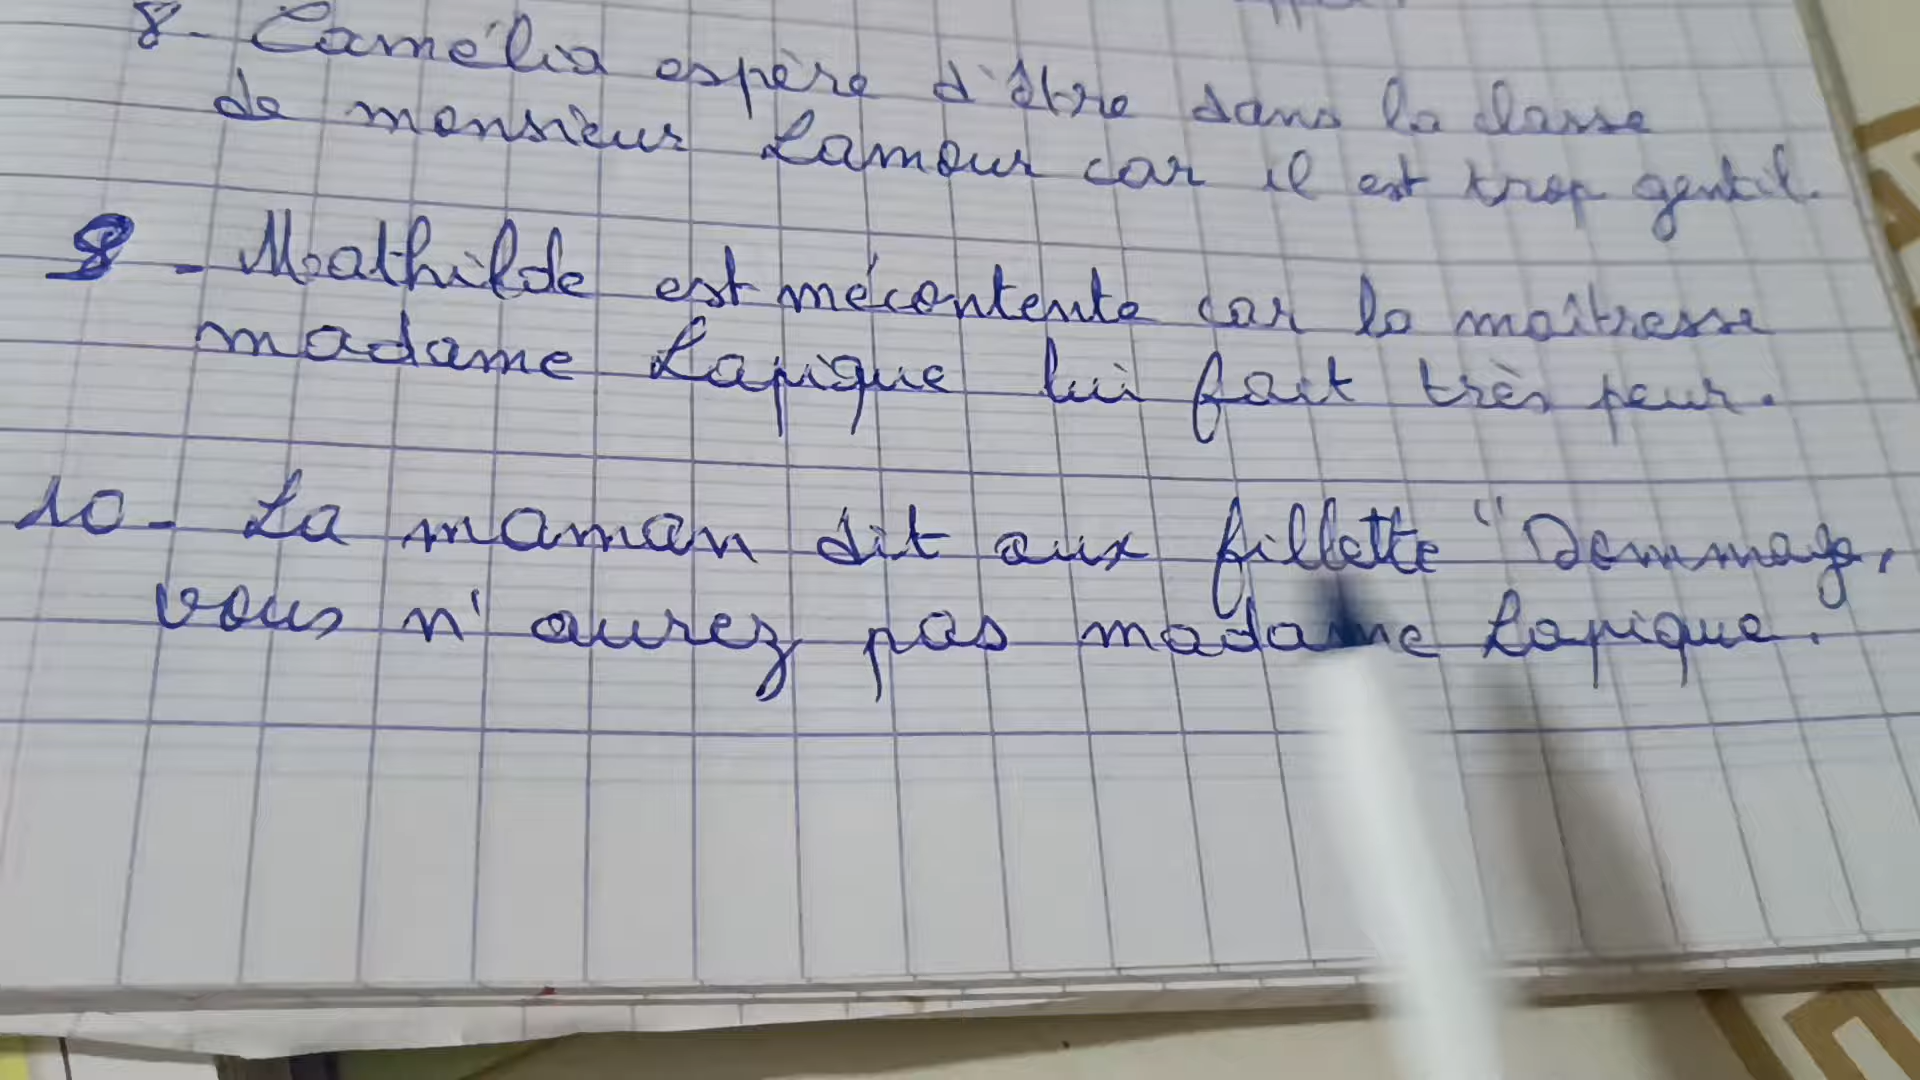 8- Camélia espère d'être dans la classe
de monsieur Lamour car il est trop gentil.
9 - Mathilde est mécontente car la maîtresse
madame Lapique lui fait très peur.
10- La maman dit aux fillette "Dommage,
vous n'aurez pas madame Lapique.